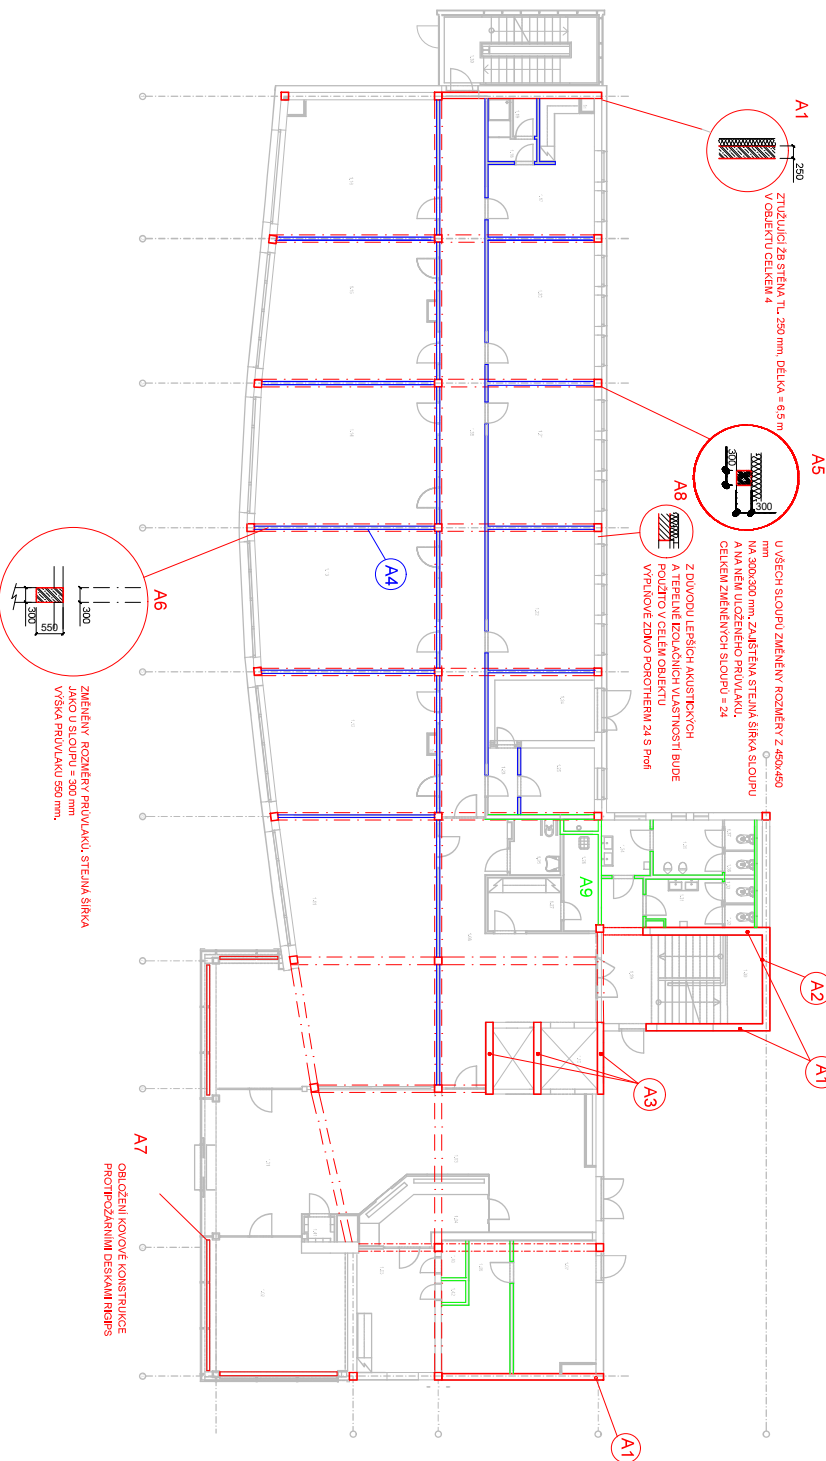 A1
250
ZTUŽUJÍCÍ ŽB STĚNA TL. 250 mm, DÉLKA = 6,5 m
V OBJEKTU CELKEM 4
A5
300
300
U VŠECH SLOUPŮ ZMĚNĚNY ROZMĚRY Z 450x450
mm
NA 300x300 mm. ZAJIŠTĚNA STEJNÁ ŠÍŘKA SLOUPU
A NA NĚM ULOŽENÉHO PRŮVLAKU.
CELKEM ZMĚNĚNÝCH SLOUPŮ = 24
A8
Z DŮVODU LEPŠÍCH AKUSTICKÝCH
A TEPELNĚ IZOLAČNÍCH VLASTNOSTÍ BUDE
POUŽITO V CELÉM OBJEKTU
VÝPLŇOVÉ ZDIVO POROTHERM 24 S Profi
A4
A6
300
550
300
ZMĚNĚNY ROZMĚRY PRŮVLAKŮ. STEJNÁ ŠÍŘKA
JAKO U SLOUPU = 300 mm
VÝŠKA PRŮVLAKU 550 mm.
A9
A2
A1
A3
A7
OBLOŽENÍ KOVOVÉ KONSTRUKCE
PROTIPOŽÁRNÍMI DESKAMI RIGIPS
A1